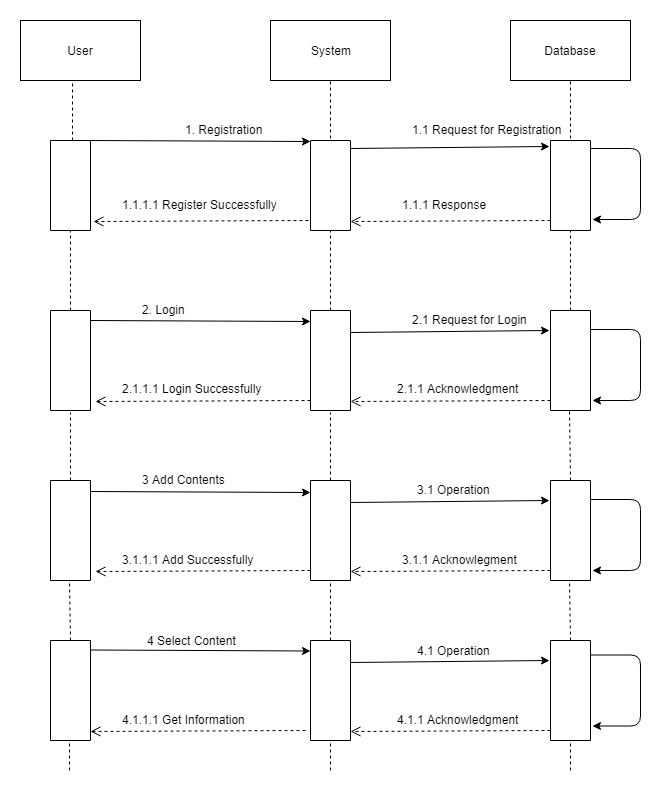 User
System
Database
1. Registration
1.1 Request for Registration
1.1.1.1 Register Successfully
1.1.1 Response
2. Login
2.1 Request for Login
2.1.1.1 Login Successfully
2.1.1 Acknowledgment
3 Add Contents
3.1 Operation
3.1.1.1 Add Successfully
3.1.1 Acknowlegment
4 Select Content
4.1 Operation
4.1.1.1 Get Information
4.1.1 Acknowledgment